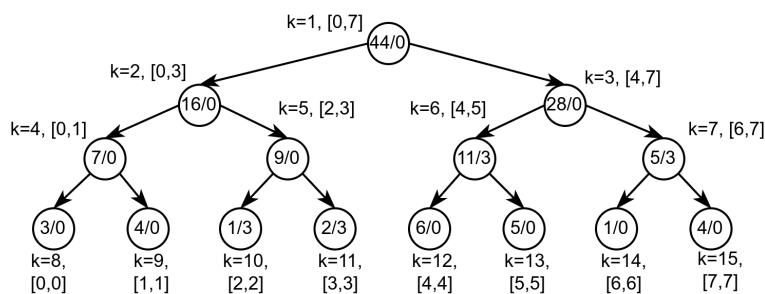 k=1, [0,7]
44/0
k=2, [0,3]
k=3, [4,7]
16/0
28/0
k=4, [0,1]
k=5, [2,3]
k=6, [4,5]
k=7, [6,7]
7/0
9/0
11/3
5/3
3/0
4/0
1/3
2/3
6/0
5/0
1/0
4/0
k=8,
[0,0]
k=9,
[1,1]
k=10,
[2,2]
k=11,
[3,3]
k=12,
[4,4]
k=13,
[5,5]
k=14,
[6,6]
k=15,
[7,7]